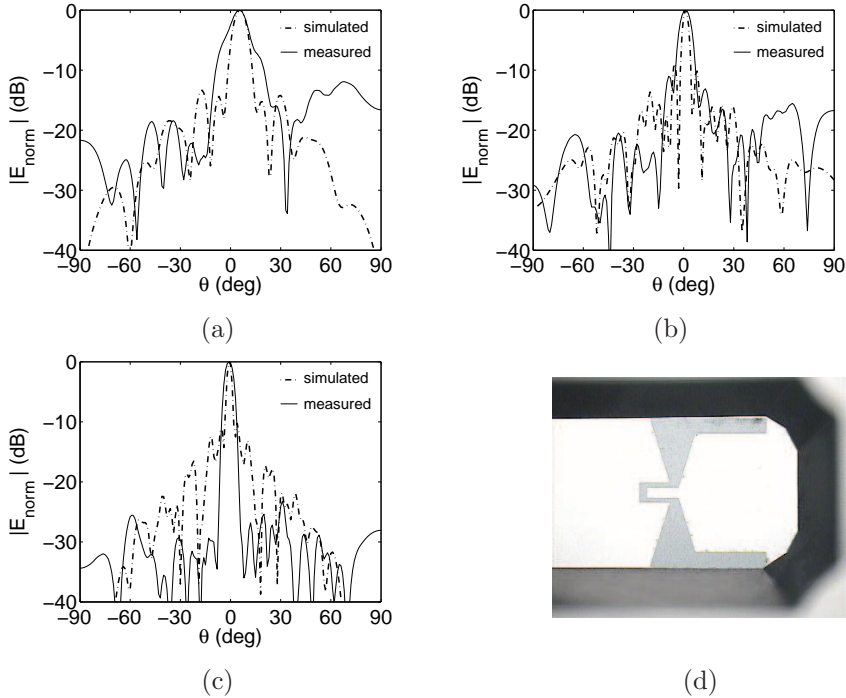 0
−10
−20
−30
−40
|E_norm| (dB)
−90 −60 −30 0 30 60 90
θ (deg)
simulated
measured
(a)
0
−10
−20
−30
−40
|E_norm| (dB)
−90 −60 −30 0 30 60 90
θ (deg)
simulated
measured
(b)
0
−10
−20
−30
−40
|E_norm| (dB)
−90 −60 −30 0 30 60 90
θ (deg)
simulated
measured
(c)
(d)